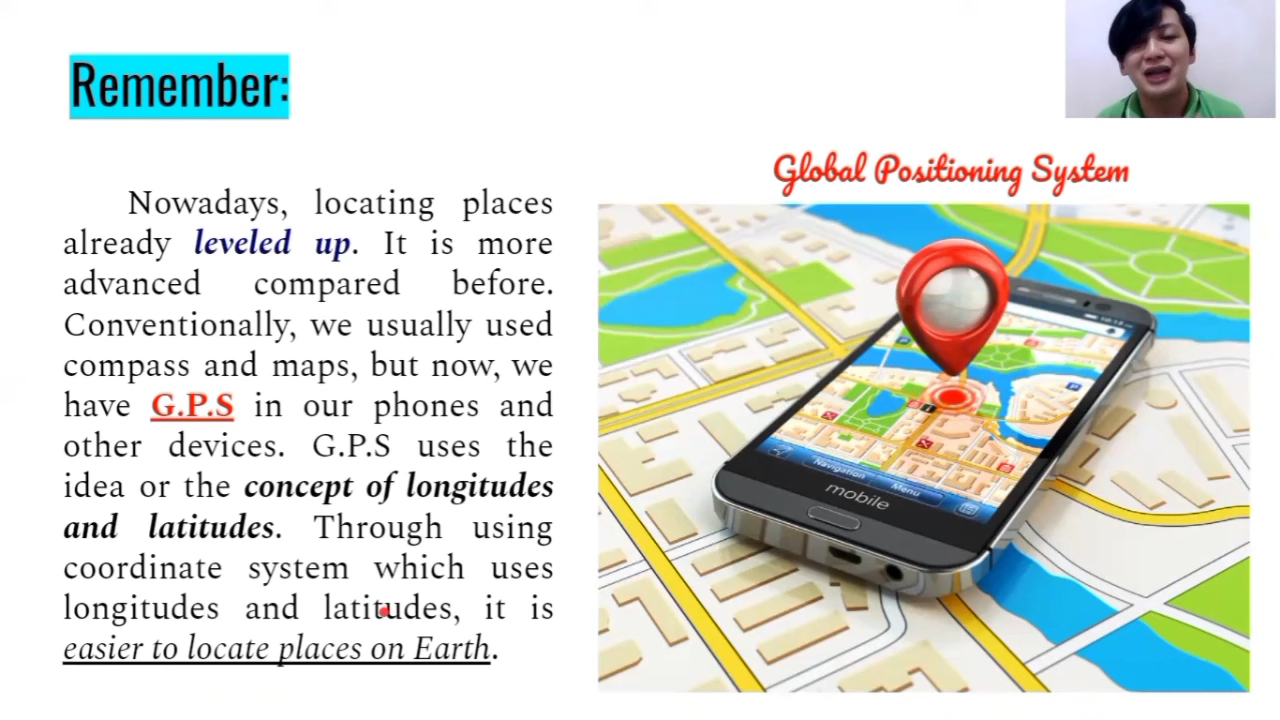 Remember:
Nowadays, locating places
already leveled up. It is more
advanced compared before.
Conventionally, we usually used
compass and maps, but now, we
have G.P.S in our phones and
other devices. G.P.S uses the
idea or the concept of longitudes
and latitudes. Through using
coordinate system which uses
longitudes and latitudes, it is
easier to locate places on Earth.
Global Positioning System
Navigation Menu
mobile